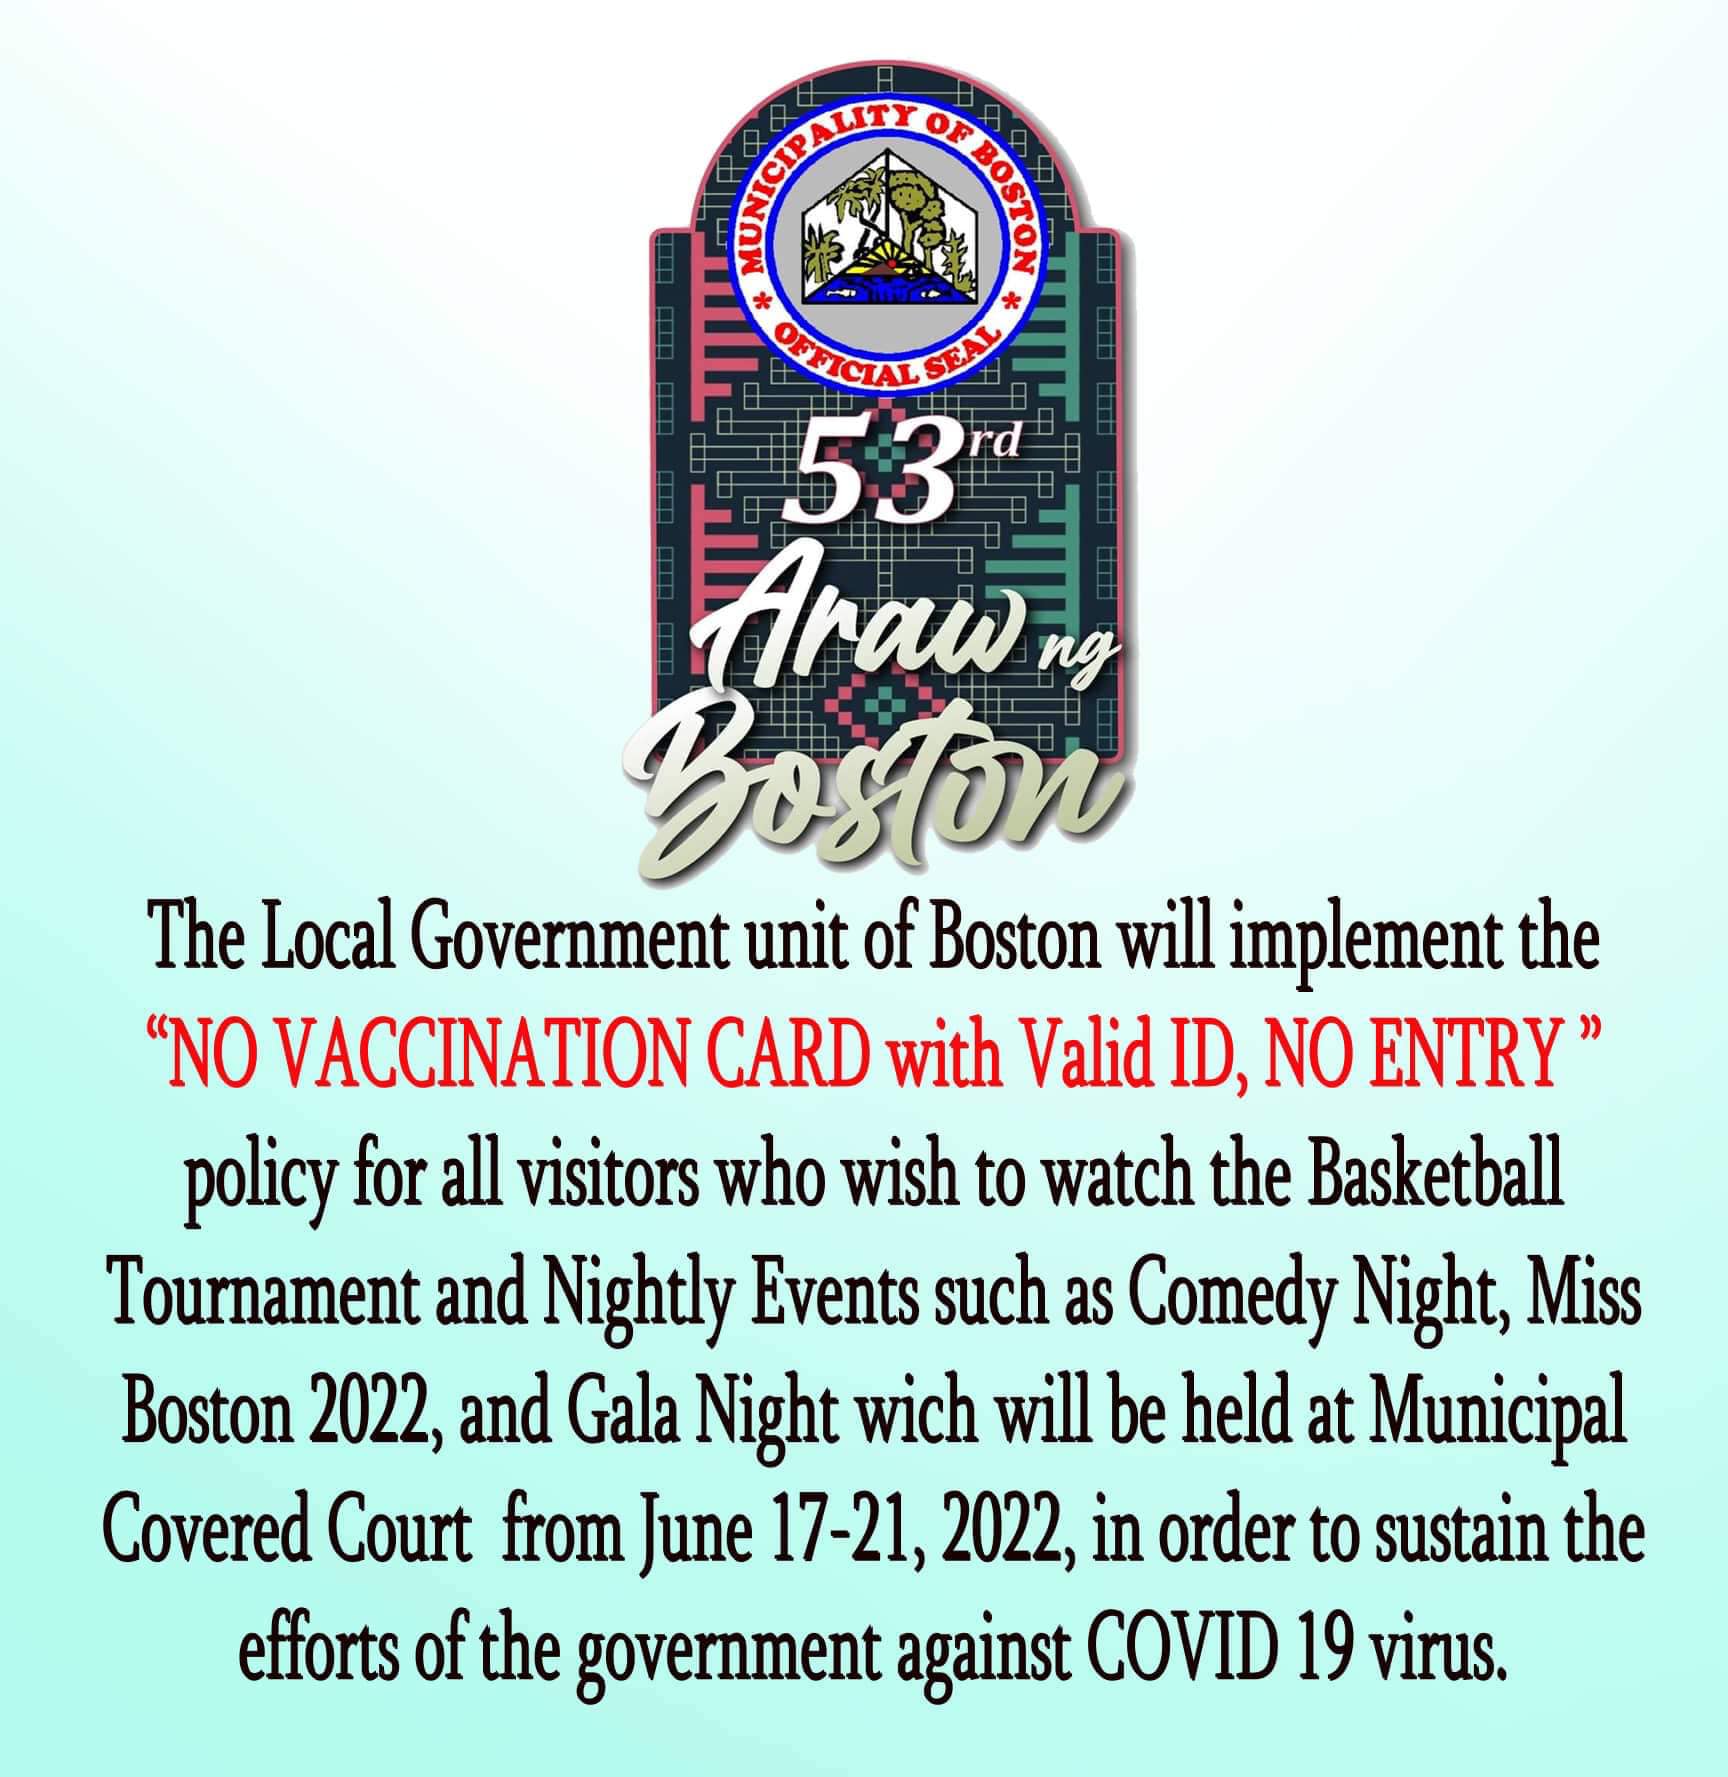 MUNICIPALITY OF BOSTON
* OFFICIAL SEAL *
53rd
Araw ng
Boston
The Local Government unit of Boston will implement the
“NO VACCINATION CARD with Valid ID, NO ENTRY ”
policy for all visitors who wish to watch the Basketball
Tournament and Nightly Events such as Comedy Night, Miss
Boston 2022, and Gala Night wich will be held at Municipal
Covered Court from June 17-21, 2022, in order to sustain the
efforts of the government against COVID 19 virus.